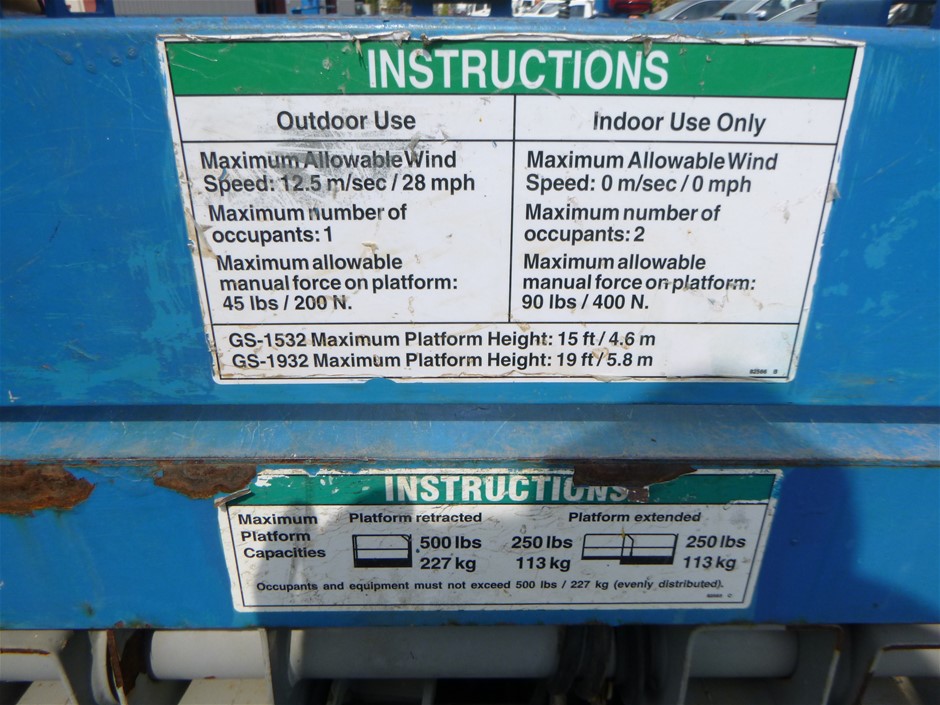 INSTRUCTIONS
Outdoor Use
Maximum Allowable Wind
Speed: 12.5 m/sec / 28 mph
Maximum number of
occupants: 1
Maximum allowable
manual force on platform:
45 lbs / 200 N.
Indoor Use Only
Maximum Allowable Wind
Speed: 0 m/sec / 0 mph
Maximum number of
occupants: 2
Maximum allowable
manual force on platform:
90 lbs / 400 N.
GS-1532 Maximum Platform Height: 15 ft / 4.6 m
GS-1932 Maximum Platform Height: 19 ft / 5.8 m
INSTRUCTIONS
Maximum
Platform
Capacities
Platform retracted
500 lbs
227 kg
Platform extended
250 lbs
113 kg
250 lbs
113 kg
Occupants and equipment must not exceed 500 lbs / 227 kg (evenly distributed).